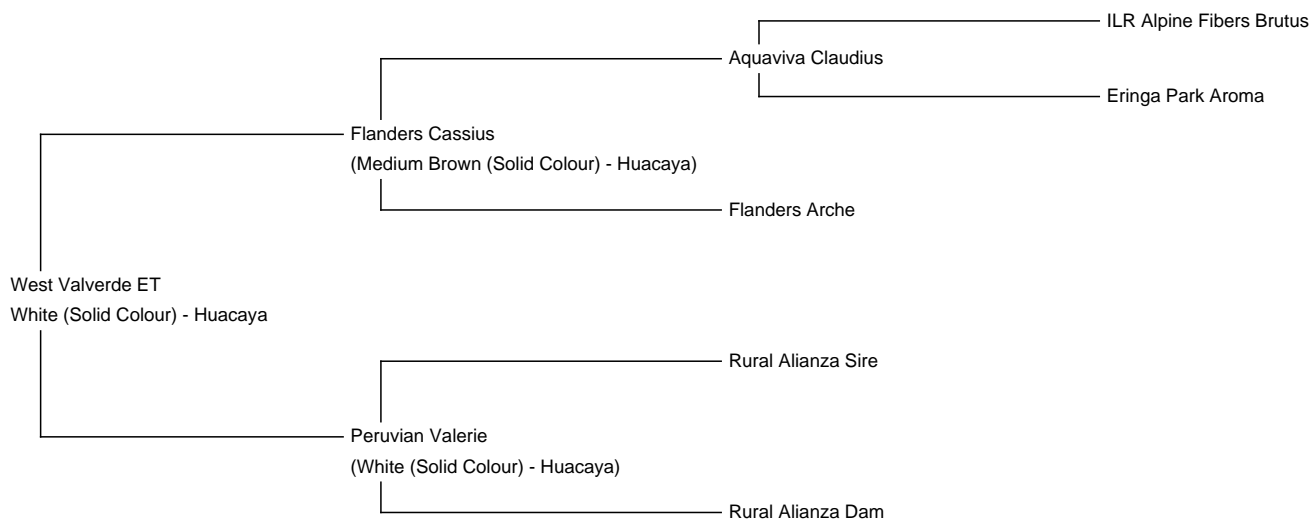 ILR Alpine Fibers Brutus
Aquaviva Claudius
Eringa Park Aroma
Flanders Cassius
(Medium Brown (Solid Colour) - Huacaya)
Flanders Arche
West Valverde ET
White (Solid Colour) - Huacaya
Rural Alianza Sire
Peruvian Valerie
(White (Solid Colour) - Huacaya)
Rural Alianza Dam